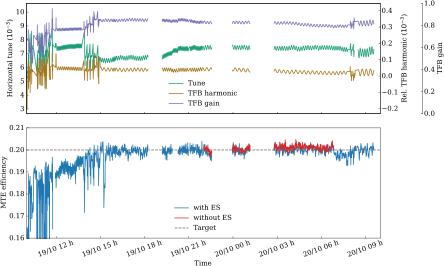 Horizontal tune (10⁻³)
10
9
8
7
6
5
4
3
Tune
TFB harmonic
TFB gain
0.4
0.3
0.2
0.1
0.0
−0.1
−0.2
Rel. TFB harmonic (10⁻³)
1.0
0.8
0.6
0.4
0.2
0.0
TFB gain
MTE efficiency
0.21
0.20
0.19
0.18
0.17
0.16
with ES
without ES
Target
19/10 12 h
19/10 15 h
19/10 18 h
19/10 21 h
20/10 00 h
20/10 03 h
20/10 06 h
20/10 09 h
Time